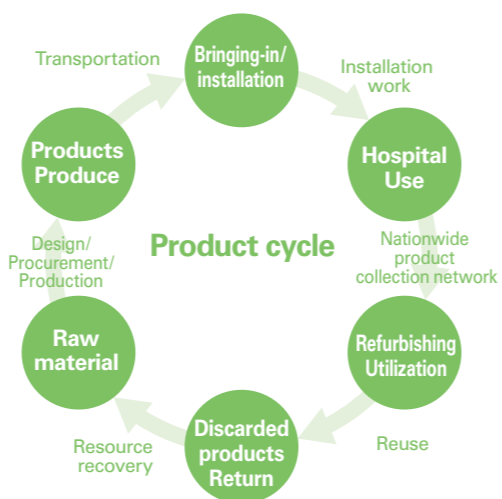 Bringing-in/
installation
Transportation
Installation
work
Products
Produce
Hospital
Use
Design/
Procurement/
Production
Product cycle
Nationwide
product
collection network
Raw
material
Refurbishing
Utilization
Discarded
products
Return
Resource
recovery
Reuse